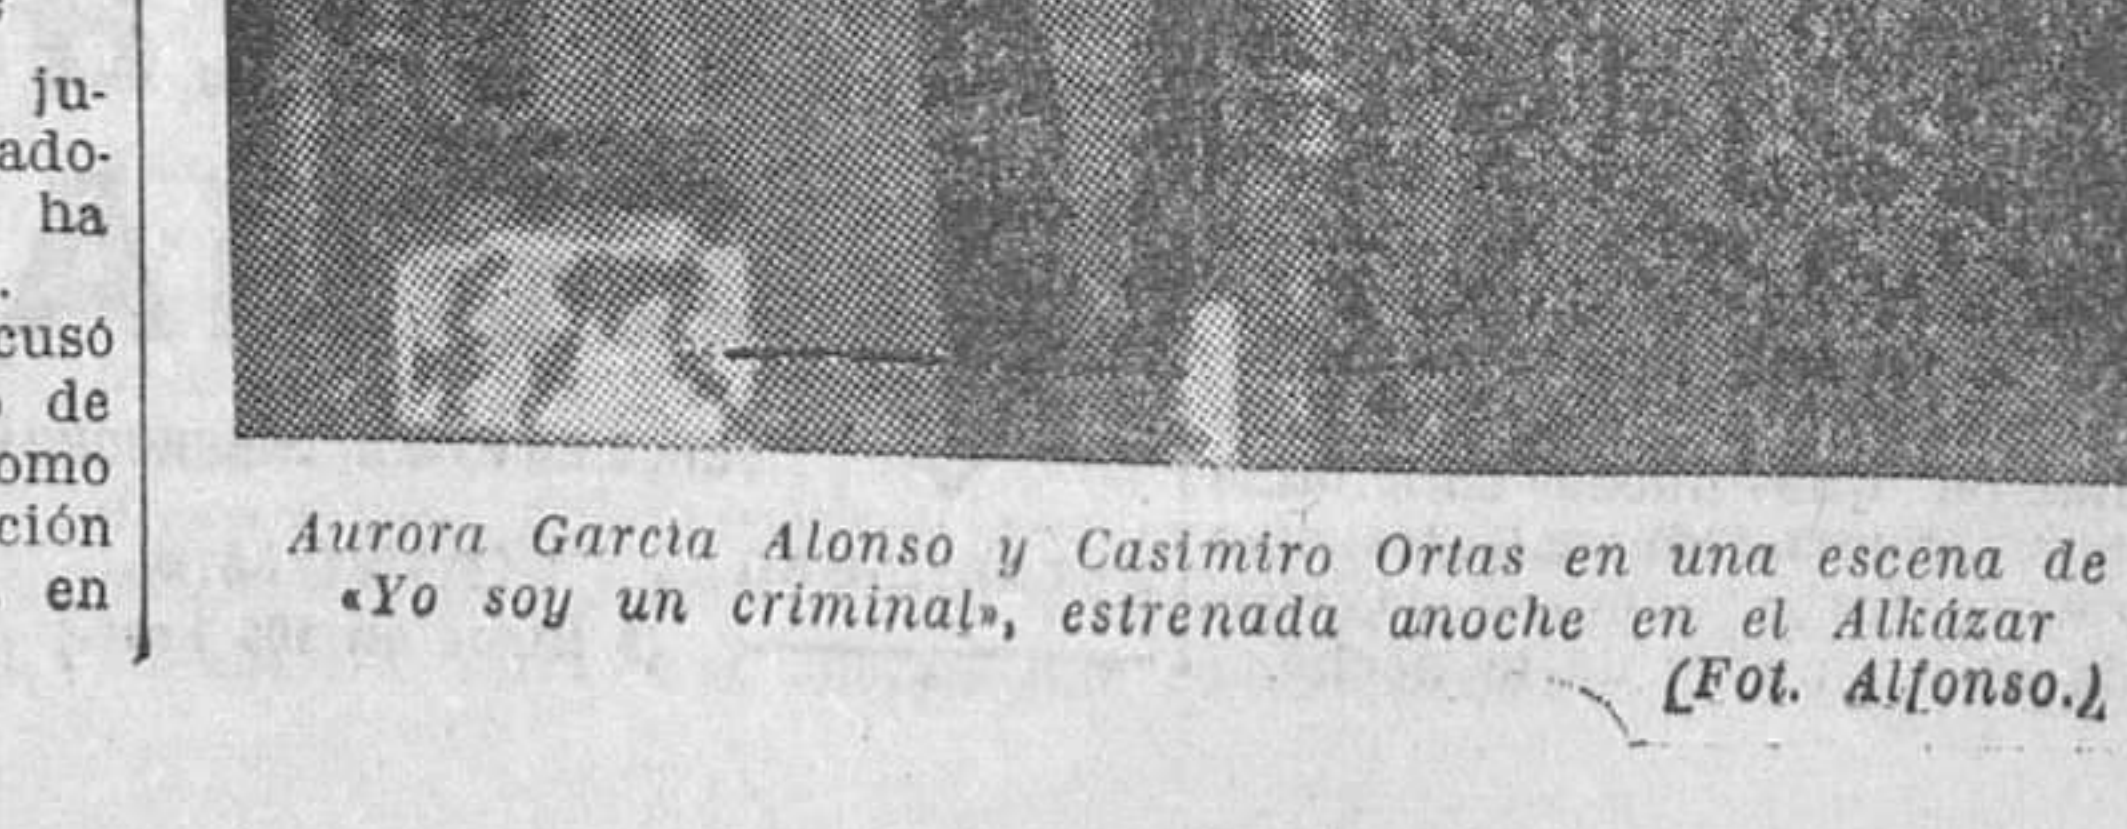 ju-
ado-
ha
.
cusó
de
omo
ción
en
Aurora Garcìa Alonso y Casimiro Ortas en una escena de
«Yo soy un criminal», estrenada anoche en el Alkázar
(Fot. Alfonso.)